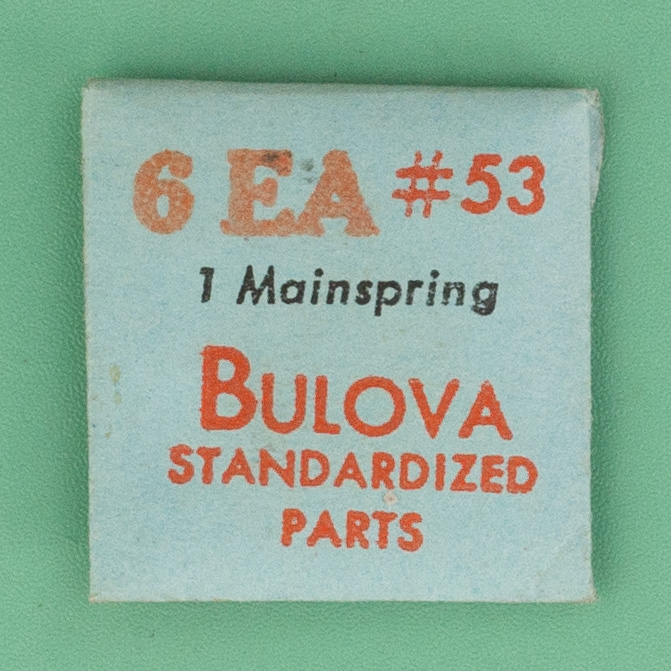 6 EA #53
1 Mainspring
BULOVA
STANDARDIZED
PARTS